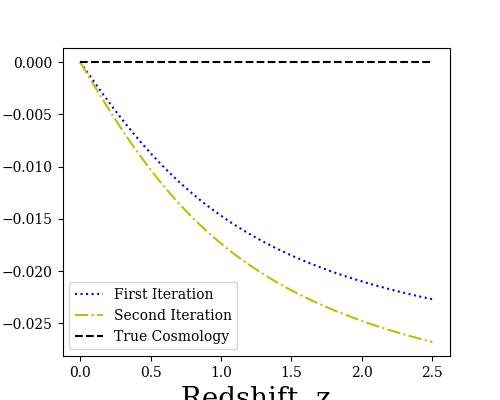 0.000
−0.005
−0.010
−0.015
−0.020
−0.025
First Iteration
Second Iteration
True Cosmology
0.0 0.5 1.0 1.5 2.0 2.5
Redshift, z